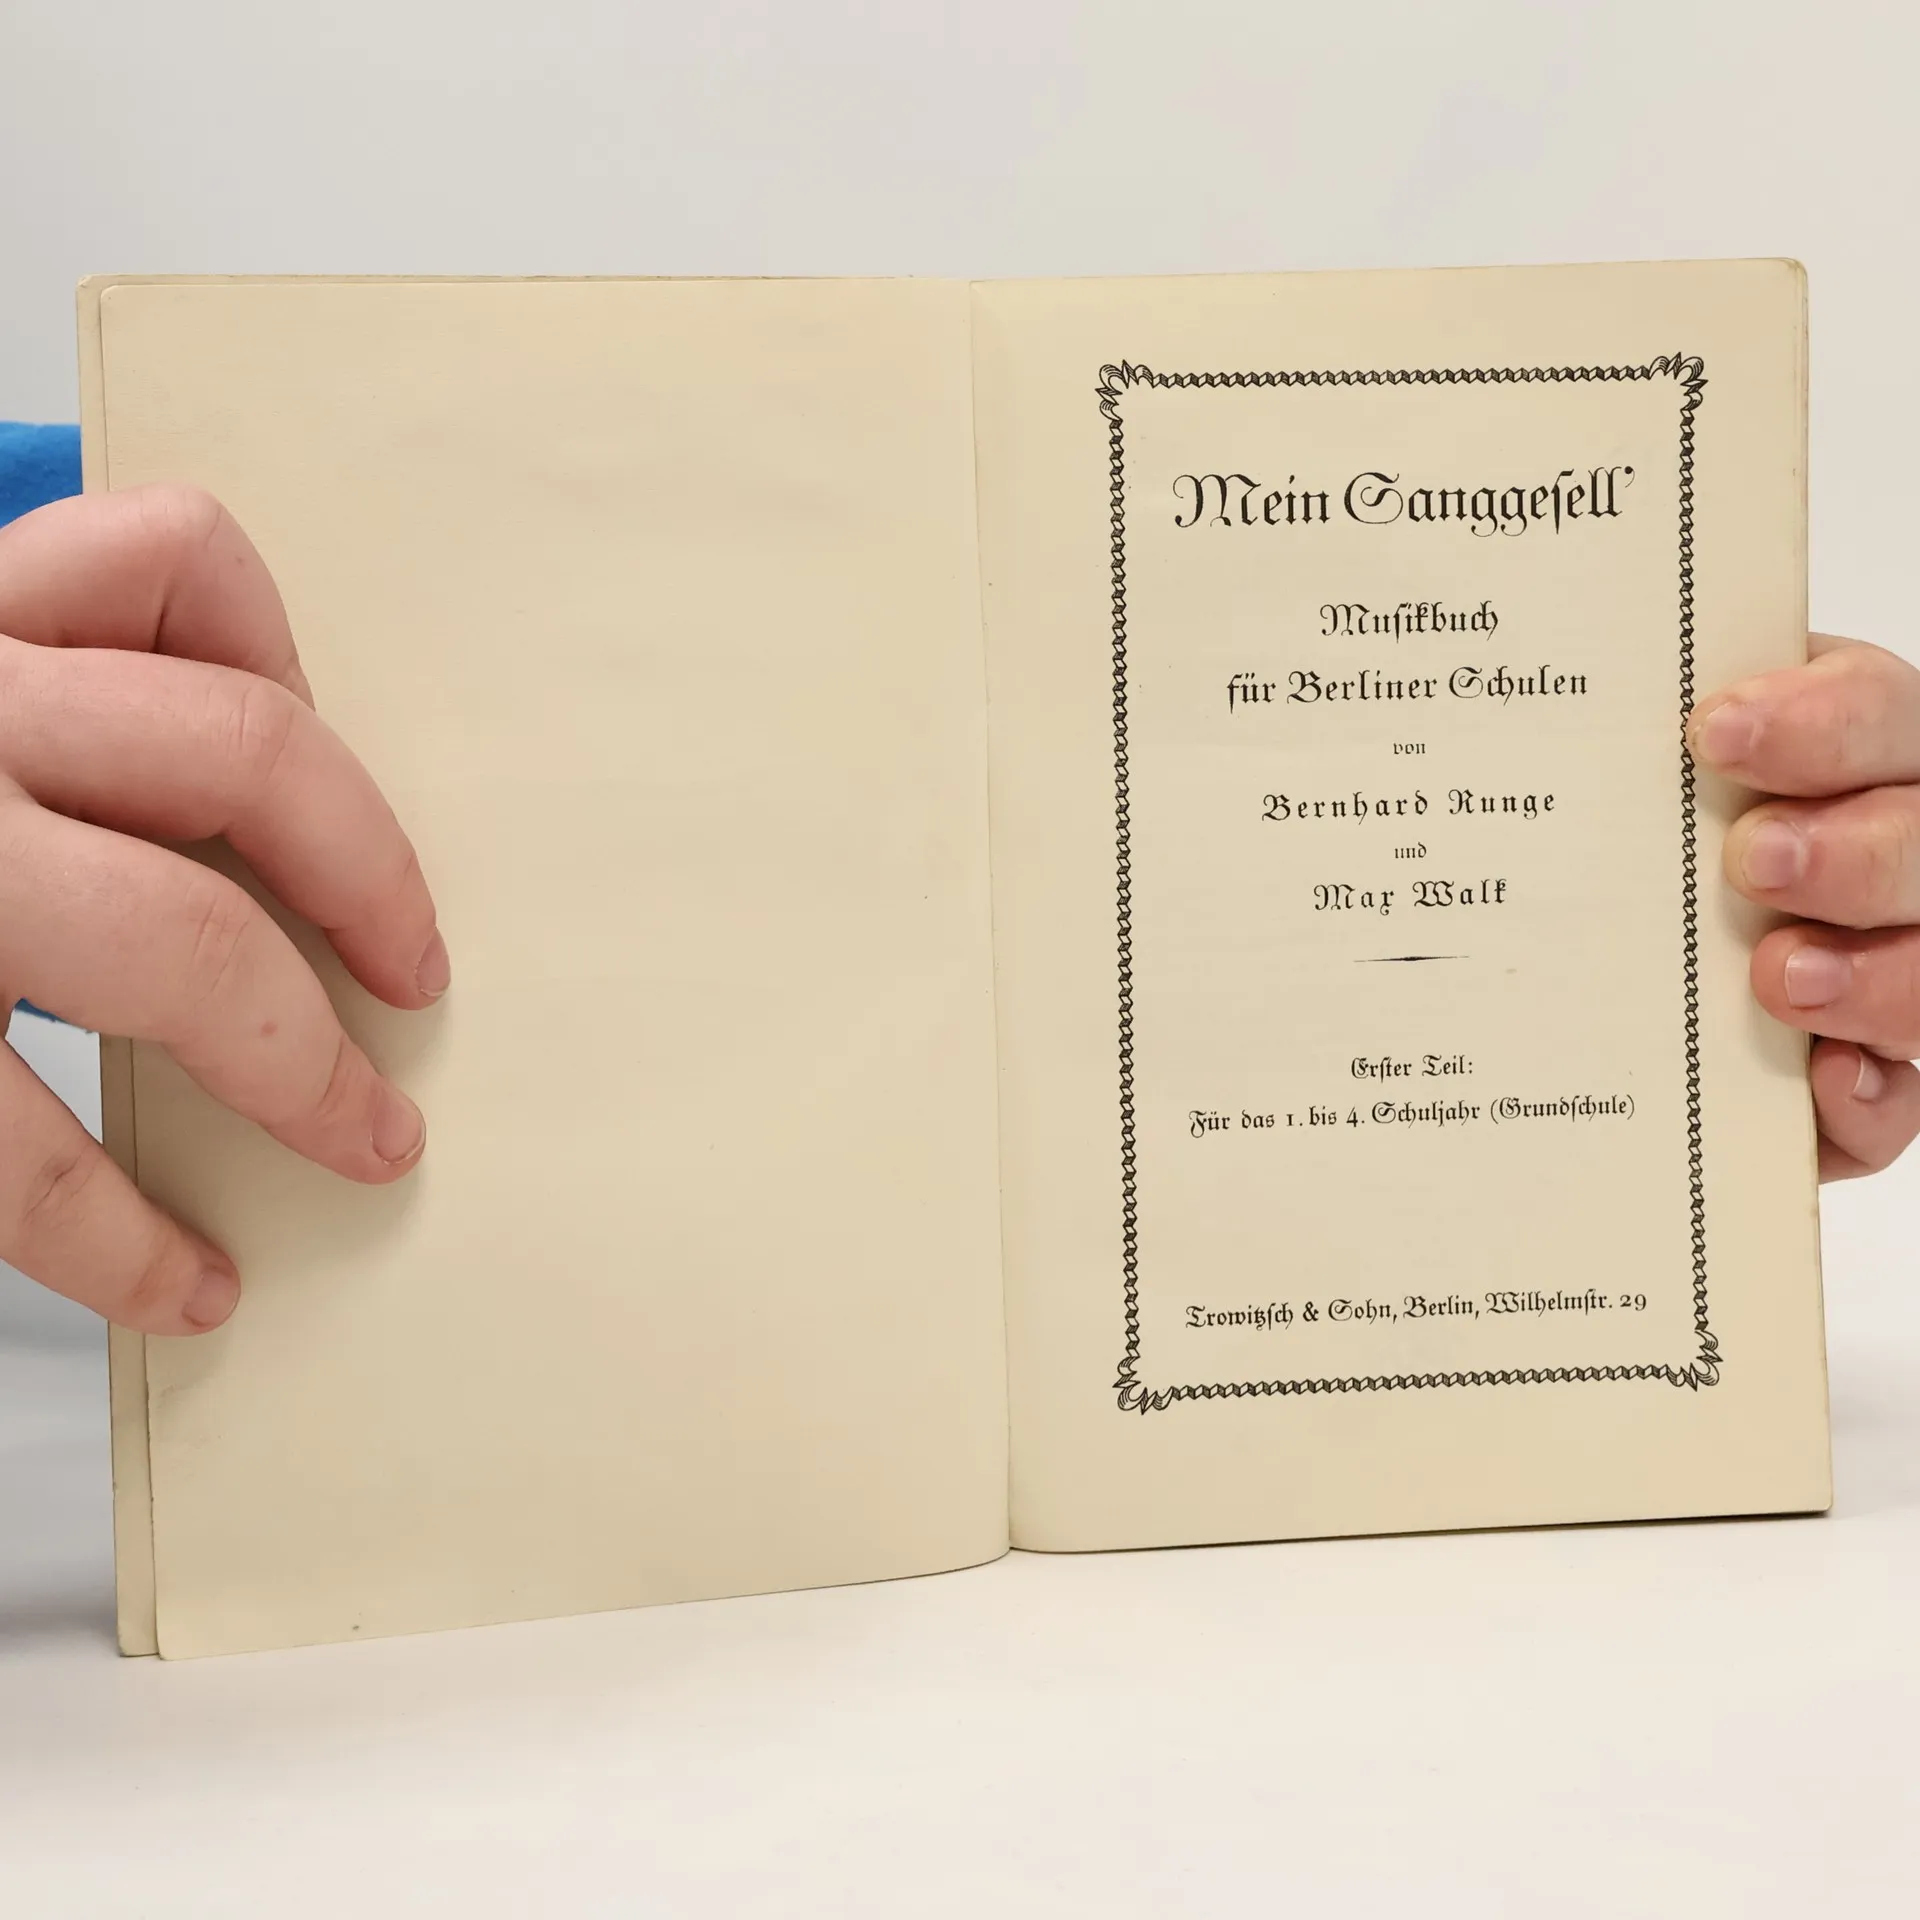 Mein Sanggesell'
Musikbuch
für Berliner Schulen
von
Bernhard Runge
und
Max Walk
Erster Teil:
Für das 1. bis 4. Schuljahr (Grundschule)
Trowitzsch & Sohn, Berlin, Wilhelmstr. 29